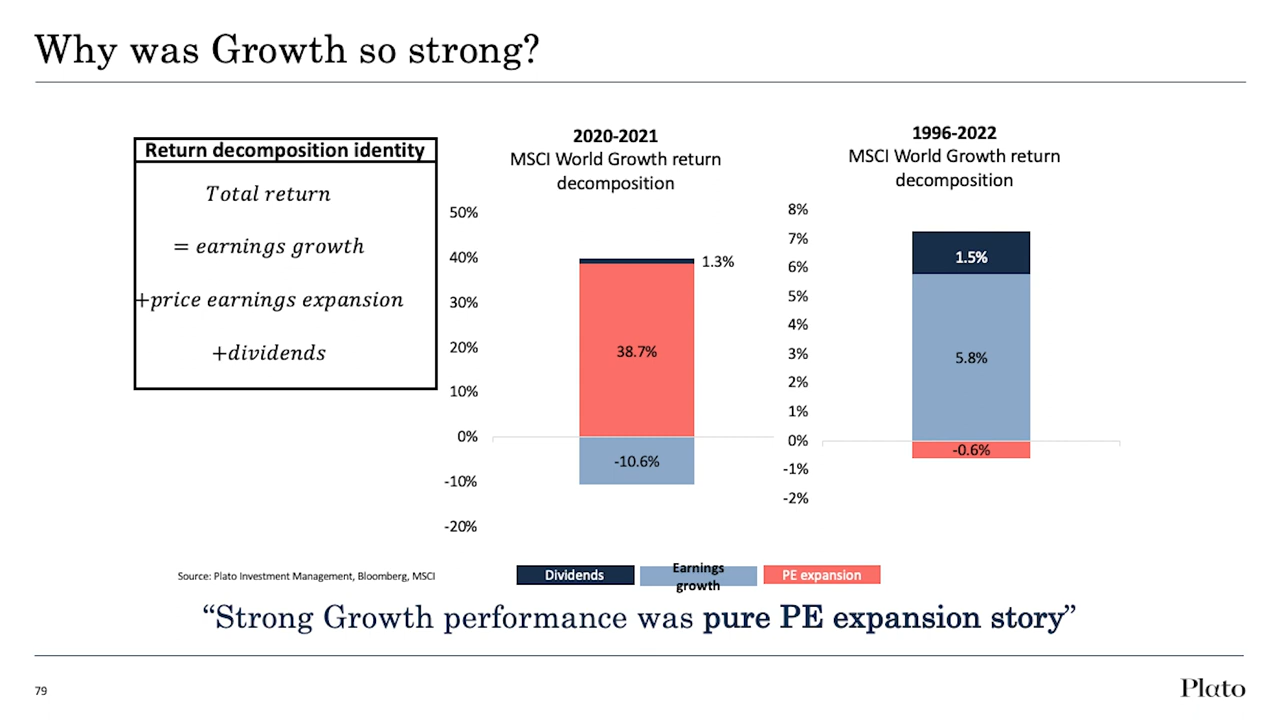 Why was Growth so strong?
Return decomposition identity
Total return
= earnings growth
+price earnings expansion
+dividends
2020-2021
MSCI World Growth return
decomposition
50%
40%
30%
20%
10%
0%
-10%
-20%
1.3%
38.7%
-10.6%
1996-2022
MSCI World Growth return
decomposition
8%
7%
6%
5%
4%
3%
2%
1%
0%
-1%
-2%
1.5%
5.8%
-0.6%
Source: Plato Investment Management, Bloomberg, MSCI
Dividends
Earnings
growth
PE expansion
“Strong Growth performance was pure PE expansion story”
79
Plato